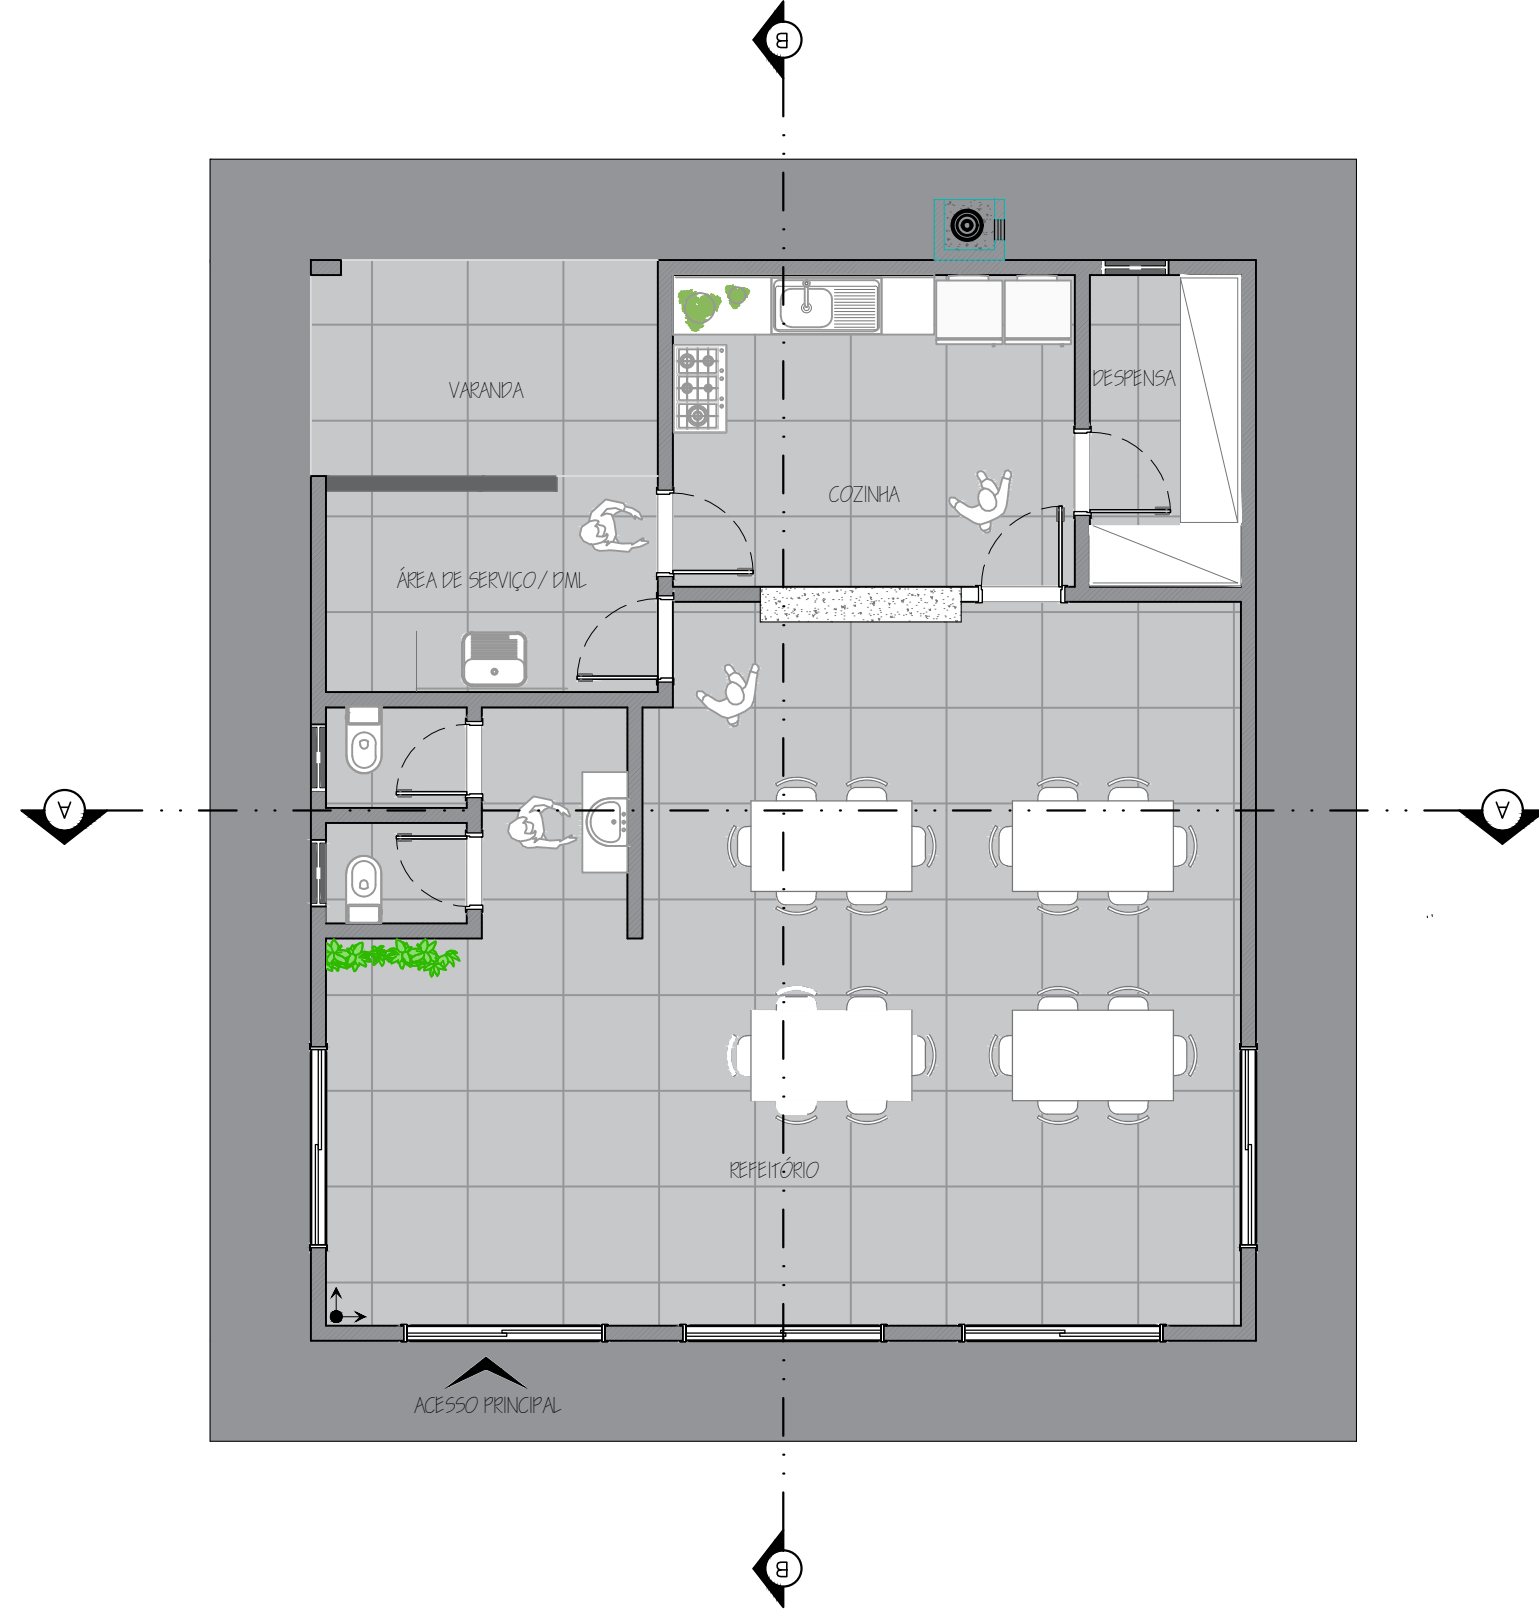 B
VARANDA
DESPENSA
COZINHA
ÁREA DE SERVIÇO / DML
A
A
REFEITÓRIO
ACESSO PRINCIPAL
B